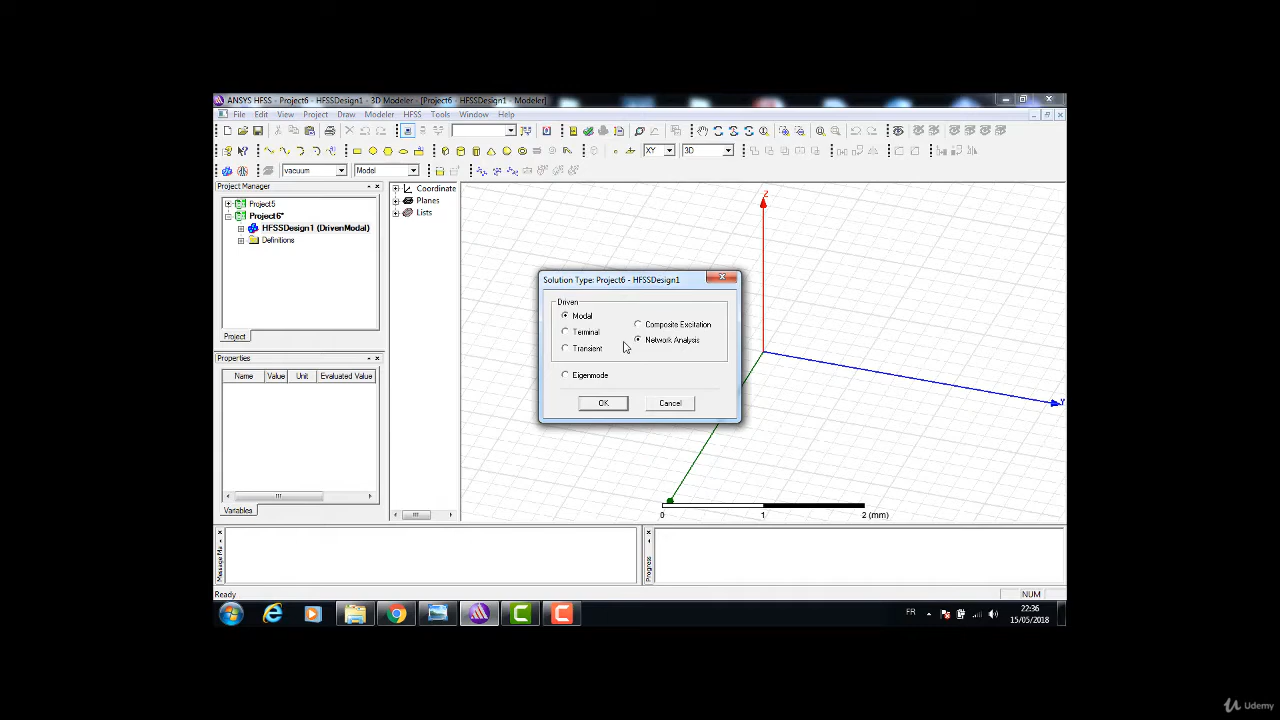 ANSYS HFSS - Project6 - HFSSDesign1 - 3D Modeler - [Project6 - HFSSDesign1 - Modeler]
File Edit View Project Draw Modeler HFSS Tools Window Help
XY 3D
vacuum Model
Project Manager
Project5
Project6*
HFSSDesign1 (DrivenModal)
Definitions
Project
Coordinate
Planes
Lists
Properties
Name Value Unit Evaluated Value
Variables
Z
Y
0 1 2 (mm)
Solution Type: Project6 - HFSSDesign1
Driven
Modal
Terminal
Transient
Composite Excitation
Network Analysis
Eigenmode
OK Cancel
Message Ma
Progress
Ready
NUM
FR
22:36
15/05/2018
Udemy